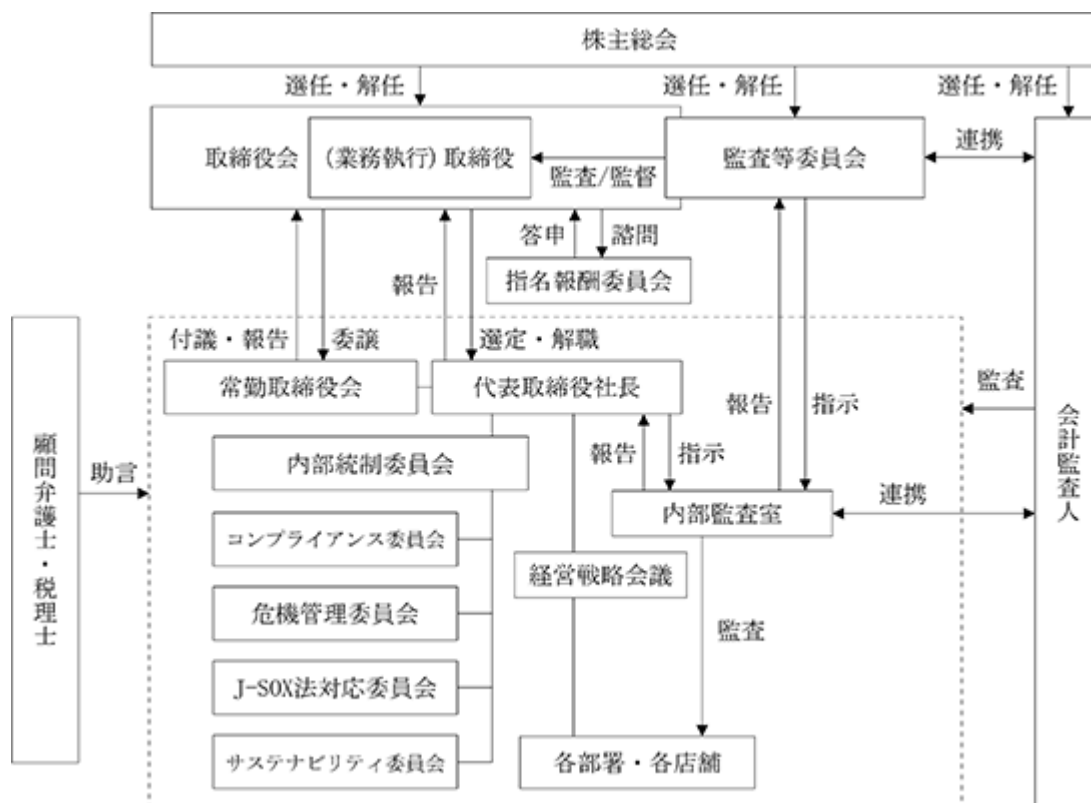 株主総会
選任・解任
選任・解任
選任・解任
取締役会
(業務執行)取締役
監査/監督
監査等委員会
連携
答申
諮問
報告
指名報酬委員会
付議・報告
委譲
選定・解職
常勤取締役会
代表取締役社長
報告
指示
監査
会計監査人
顧問弁護士・税理士
助言
内部統制委員会
報告
指示
内部監査室
連携
コンプライアンス委員会
経営戦略会議
危機管理委員会
監査
J-SOX法対応委員会
サステナビリティ委員会
各部署・各店舗